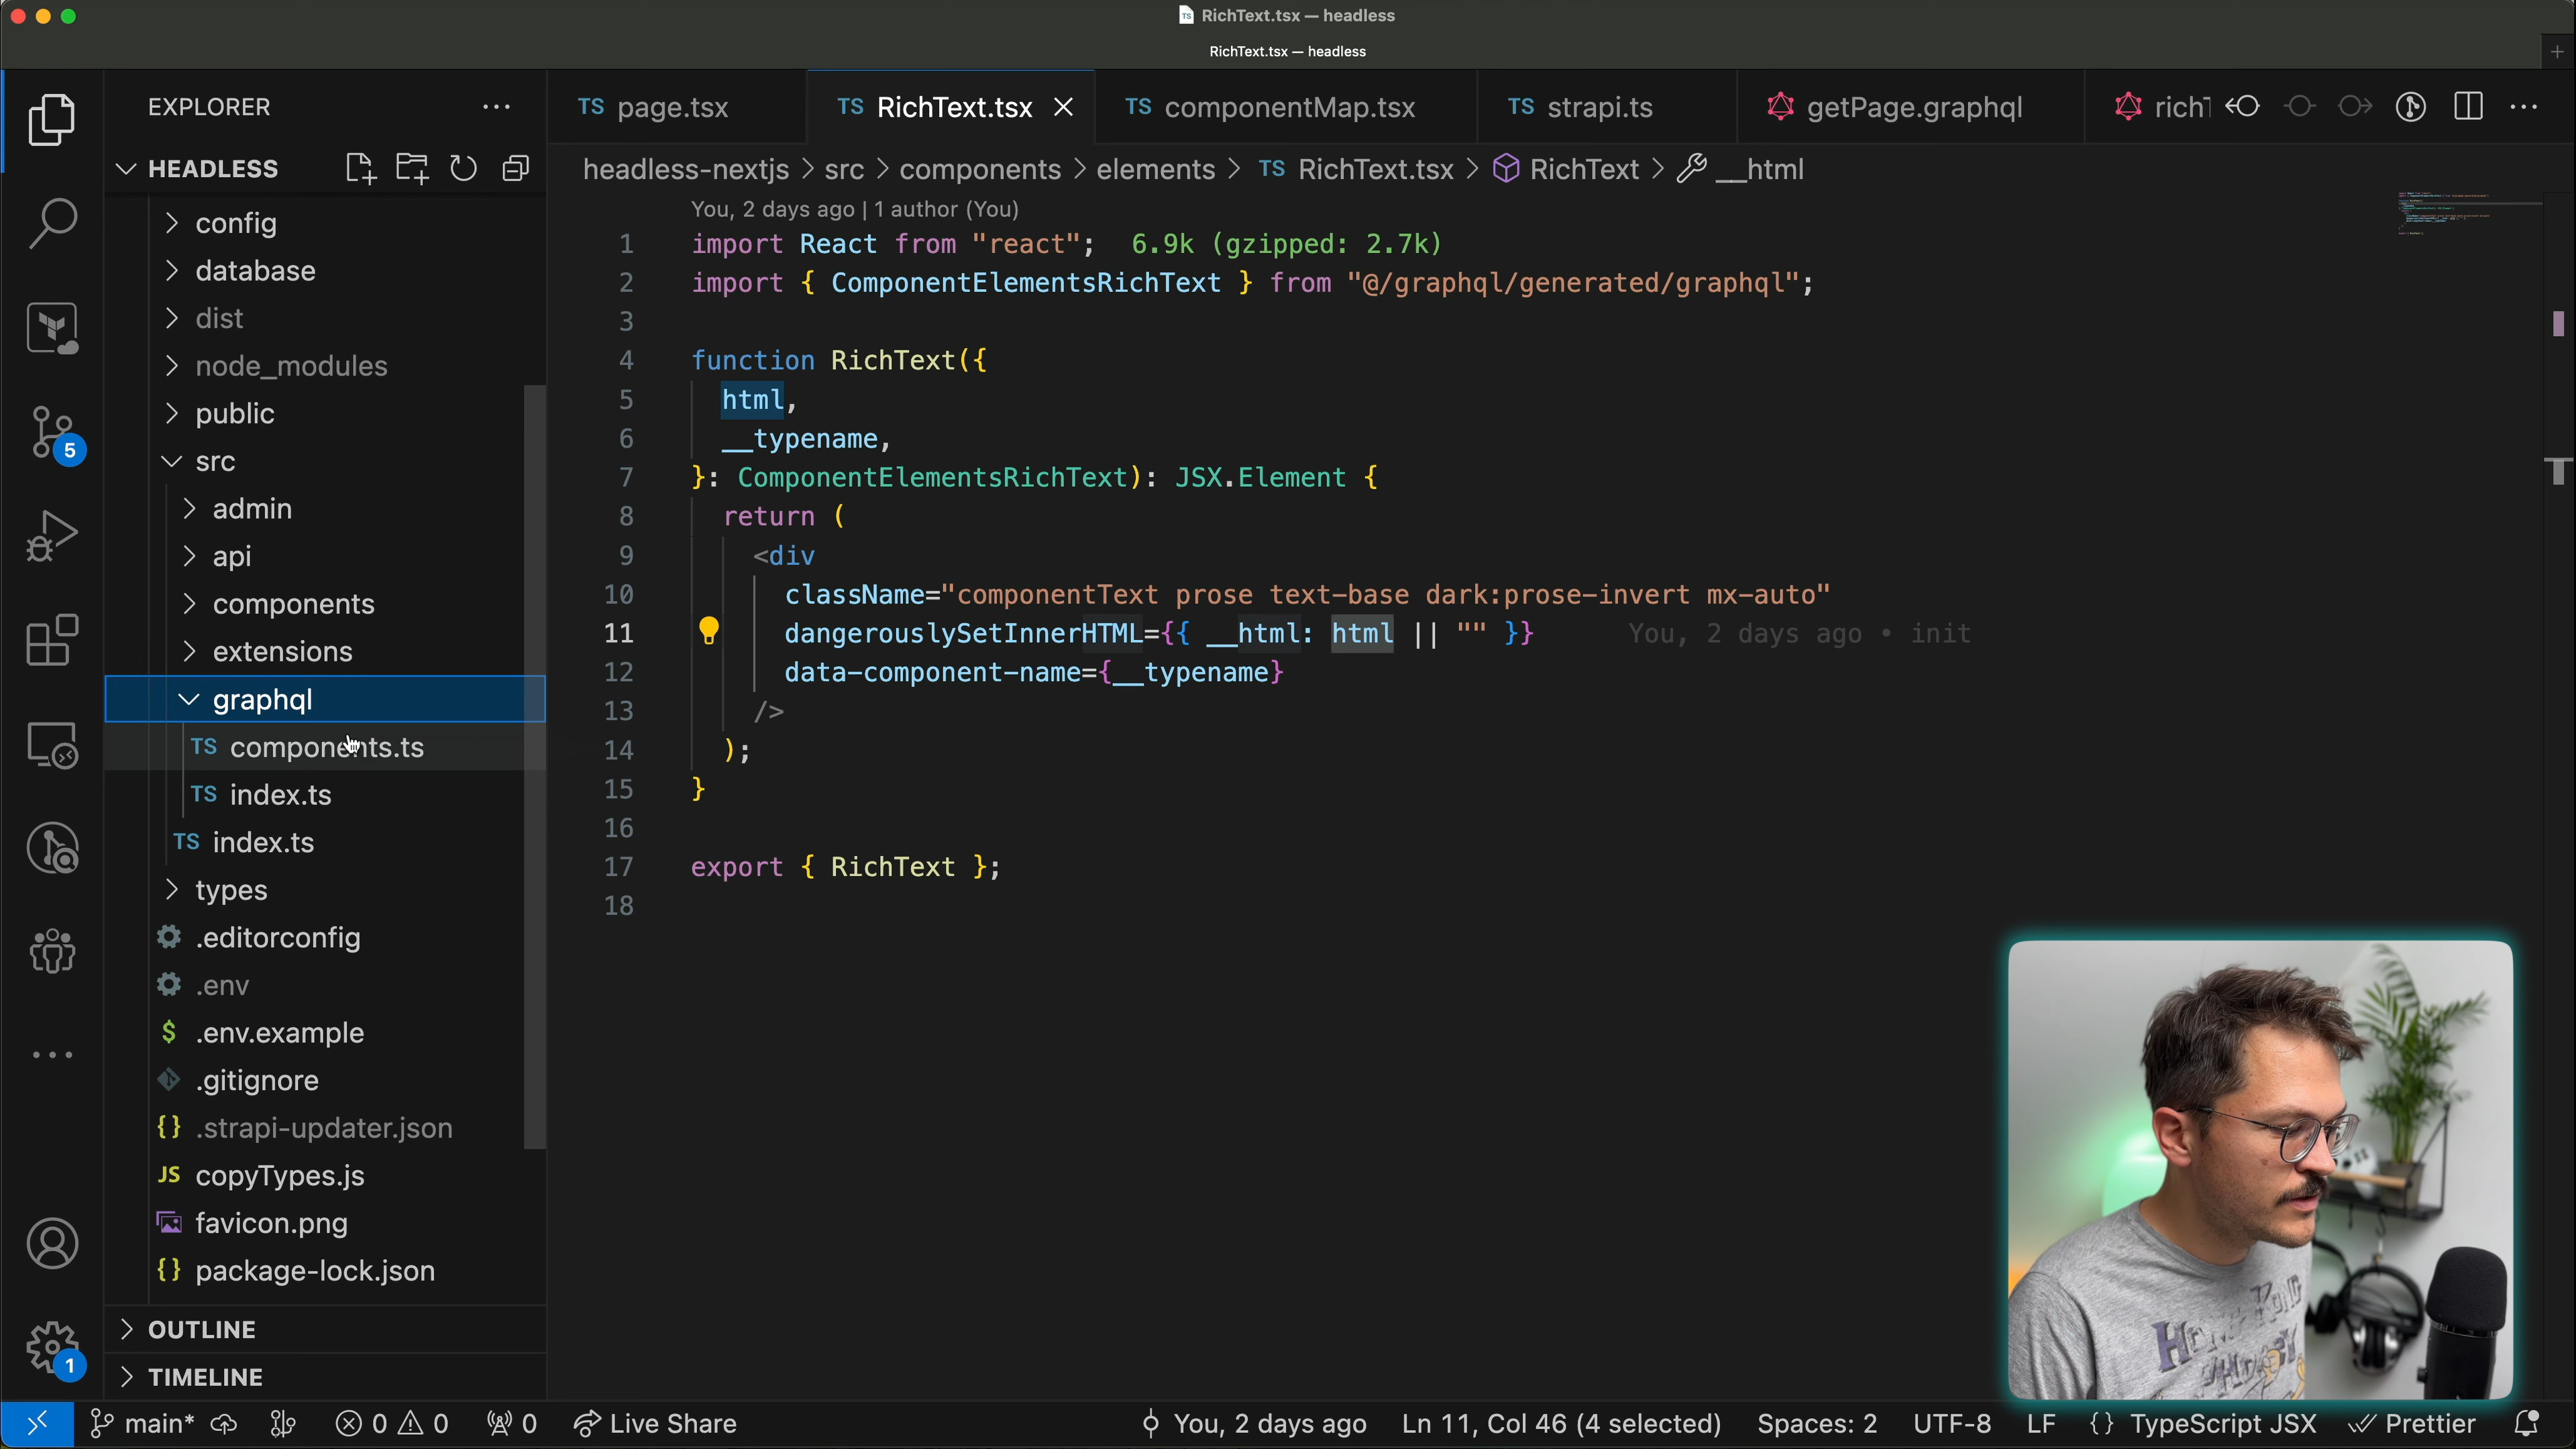 RichText.tsx — headless
RichText.tsx — headless
EXPLORER
HEADLESS
config
database
dist
node_modules
public
src
admin
api
components
extensions
graphql
TS components.ts
TS index.ts
TS index.ts
types
.editorconfig
.env
$ .env.example
.gitignore
{} .strapi-updater.json
JS copyTypes.js
favicon.png
{} package-lock.json
OUTLINE
TIMELINE
5
1
TS page.tsx
TS RichText.tsx
TS componentMap.tsx
TS strapi.ts
getPage.graphql
rich
headless-nextjs > src > components > elements > TS RichText.tsx > RichText > __html
You, 2 days ago | 1 author (You)
1 import React from "react"; 6.9k (gzipped: 2.7k)
2 import { ComponentElementsRichText } from "@/graphql/generated/graphql";
3
4 function RichText({
5 html,
6 __typename,
7 }: ComponentElementsRichText): JSX.Element {
8 return (
9 <div
10 className="componentText prose text-base dark:prose-invert mx-auto"
11 dangerouslySetInnerHTML={{ __html: html || "" }} You, 2 days ago • init
12 data-component-name={__typename}
13 />
14 );
15 }
16
17 export { RichText };
18
main* 0 0 0 Live Share You, 2 days ago Ln 11, Col 46 (4 selected) Spaces: 2 UTF-8 LF {} TypeScript JSX Prettier